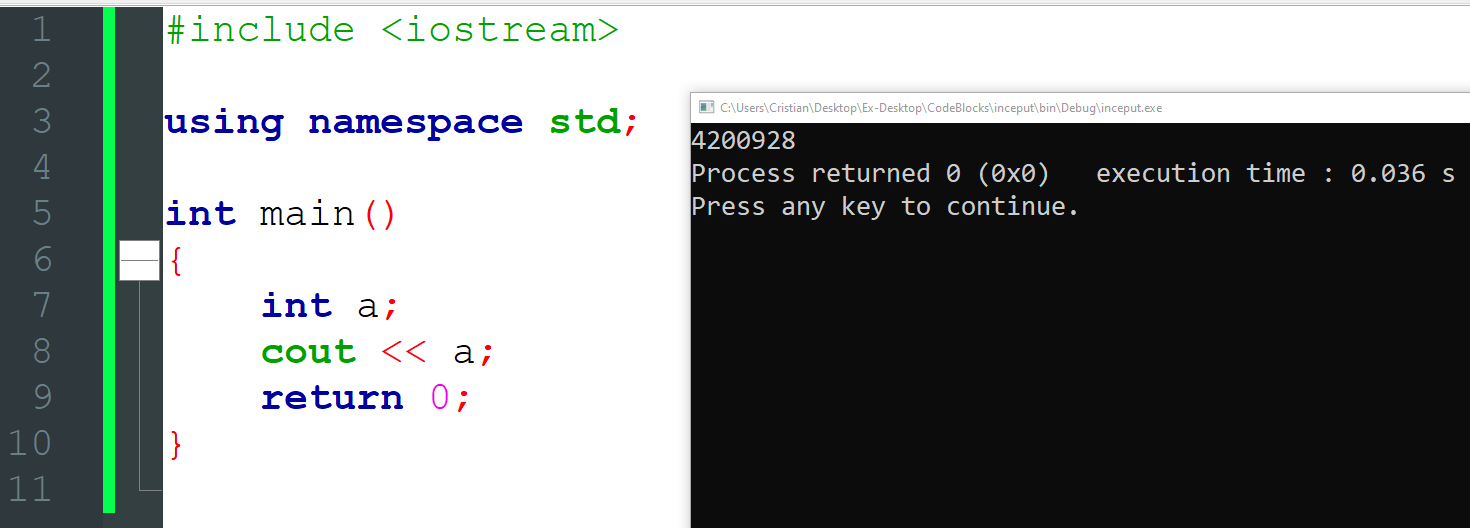 1 #include <iostream>
2
3 using namespace std;
4
5 int main()
6 {
7 int a;
8 cout << a;
9 return 0;
10 }
11
C:\Users\Cristian\Desktop\Ex-Desktop\CodeBlocks\inceput\bin\Debug\inceput.exe
4200928
Process returned 0 (0x0)   execution time : 0.036 s
Press any key to continue.